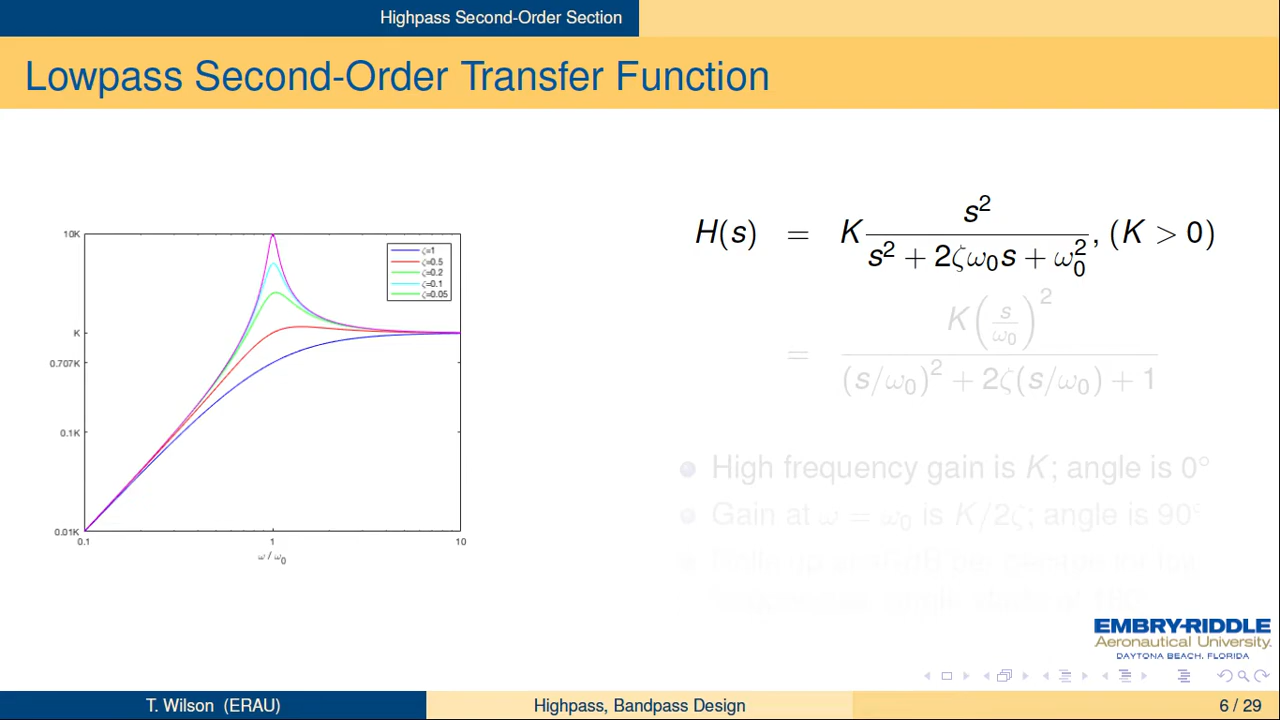 Highpass Second-Order Section
Lowpass Second-Order Transfer Function
H(s) = K s² / (s² + 2ζω₀s + ω₀²), (K > 0)
= K(s/ω₀)² / ((s/ω₀)² + 2ζ(s/ω₀) + 1)
10K
K
0.707K
0.1K
0.01K
0.1
1
10
ω / ω₀
ζ=1
ζ=0.5
ζ=0.2
ζ=0.1
ζ=0.05
High frequency gain is K; angle is 0°
Gain at ω = ω₀ is K/2ζ; angle is 90°
EMBRY-RIDDLE
Aeronautical University.
DAYTONA BEACH, FLORIDA
T. Wilson (ERAU)
Highpass, Bandpass Design
6 / 29